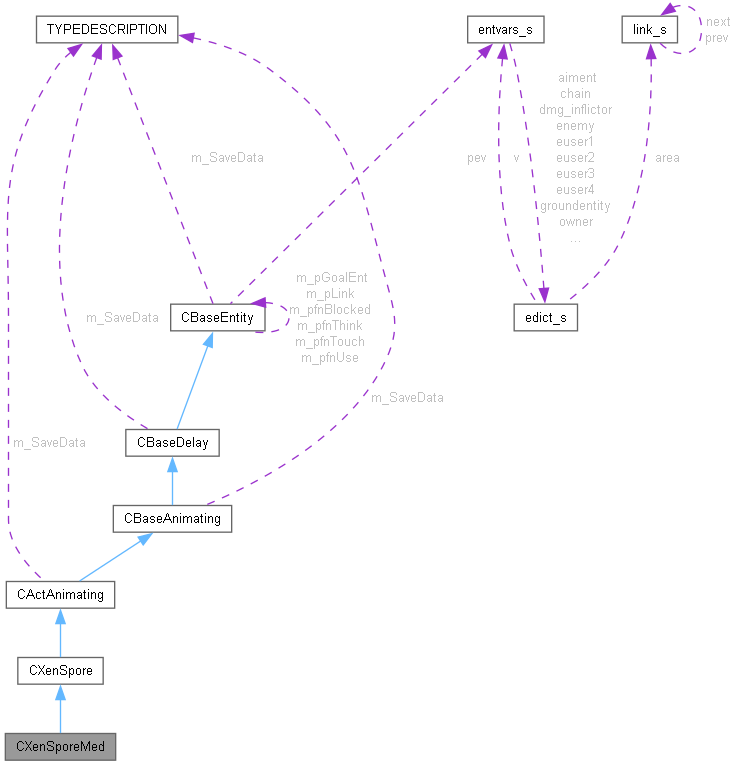 TYPEDESCRIPTION
entvars_s
link_s
next
prev
aiment
chain
dmg_inflictor
enemy
euser1
euser2
euser3
euser4
groundentity
owner
...
m_SaveData
pev
v
area
m_pGoalEnt
m_pLink
m_pfnBlocked
m_pfnThink
m_pfnTouch
m_pfnUse
CBaseEntity
edict_s
m_SaveData
m_SaveData
CBaseDelay
m_SaveData
CBaseAnimating
CActAnimating
CXenSpore
CXenSporeMed